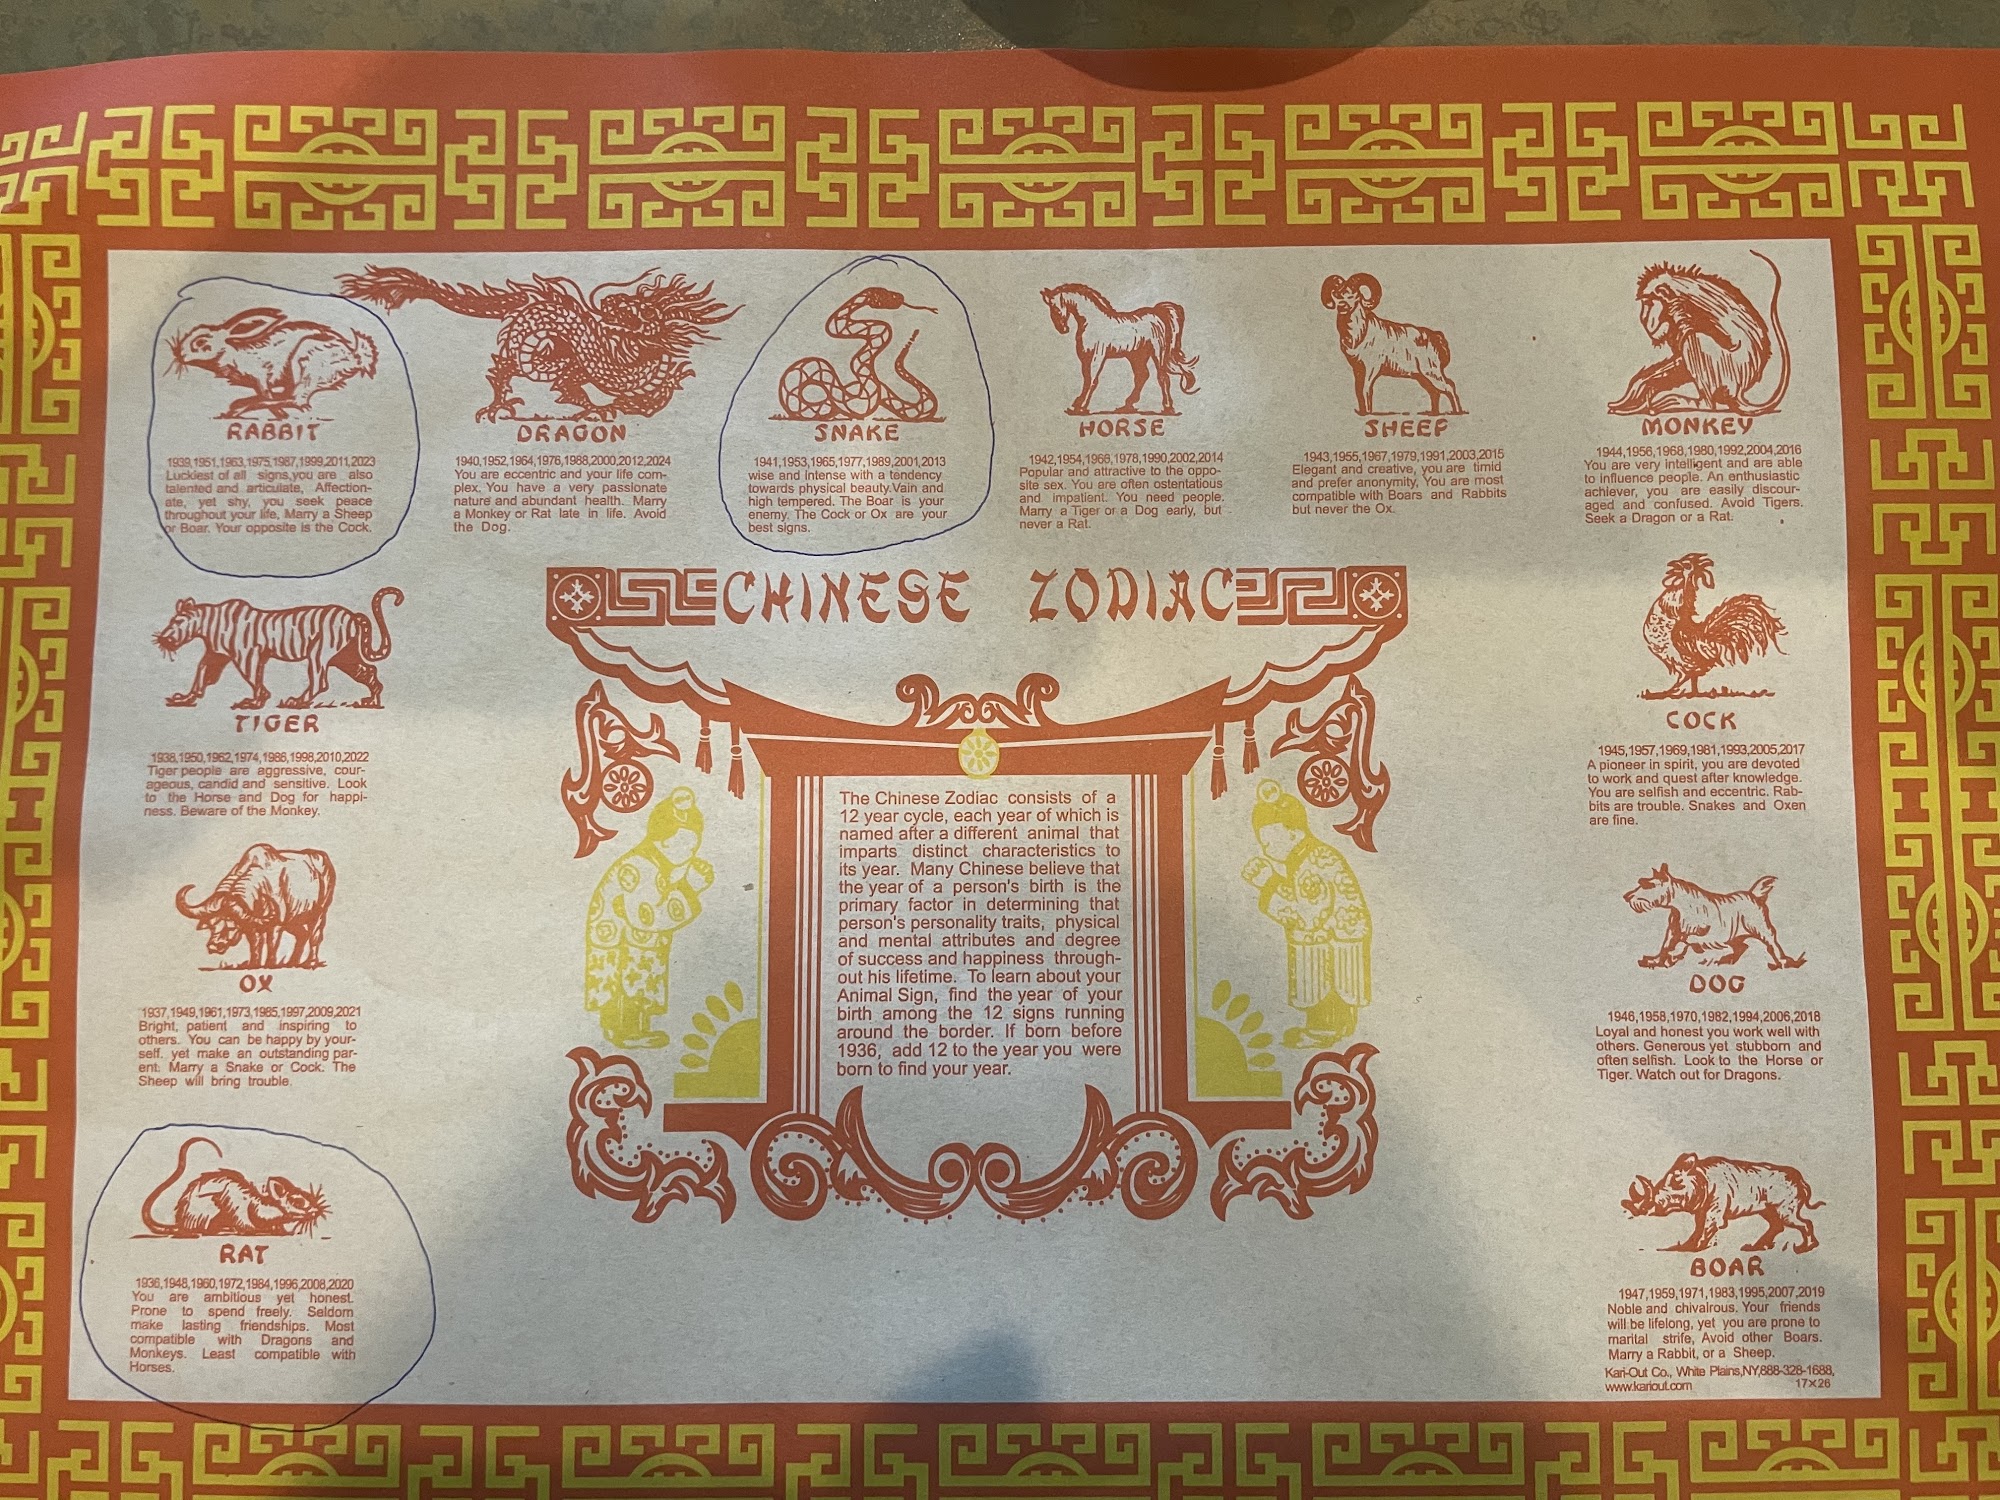 RABBIT
1939,1951,1963,1975,1987,1999,2011,2023
Luckiest of all signs,you are also
talented and articulate, Affection-
ate, yet shy, you seek peace
throughout your life, Marry a Sheep
or Boar. Your opposite is the Cock.
DRAGON
1940,1952,1964,1976,1988,2000,2012,2024
You are eccentric and your life com-
plex. You have a very passionate
nature and abundant health. Marry
a Monkey or Rat late in life. Avoid
the Dog.
SNAKE
1941,1953,1965,1977,1989,2001,2013
wise and Intense with a tendency
towards physical beauty.Vain and
high tempered. The Boar is your
enemy, The Cock or Ox are your
best signs.
HORSE
1942,1954,1966,1978,1990,2002,2014
Popular and attractive to the oppo-
site sex. You are often ostentatious
and impatient. You need people.
Marry a Tiger or a Dog early, but
never a Rat.
SHEEP
1943,1955,1967,1979,1991,2003,2015
Elegant and creative, you are timid
and prefer anonymity, You are most
compatible with Boars and Rabbits
but never the Ox.
MONKEY
1944,1956,1968,1980,1992,2004,2016
You are very intelligent and are able
to influence people. An enthusiastic
achiever, you are easily discour-
aged and confused. Avoid Tigers.
Seek a Dragon or a Rat.
CHINESE ZODIAC
TIGER
1938,1950,1962,1974,1986,1998,2010,2022
Tiger people are aggressive, cour-
ageous, candid and sensitive. Look
to the Horse and Dog for happi-
ness. Beware of the Monkey.
COCK
1945,1957,1969,1981,1993,2005,2017
A pioneer in spirit, you are devoted
to work and quest after knowledge.
You are selfish and eccentric. Rab-
bits are trouble. Snakes and Oxen
are fine.
The Chinese Zodiac consists of a
12 year cycle, each year of which is
named after a different animal that
imparts distinct characteristics to
its year. Many Chinese believe that
the year of a person's birth is the
primary factor in determining that
person's personality traits, physical
and mental attributes and degree
of success and happiness through-
out his lifetime. To learn about your
Animal Sign, find the year of your
birth among the 12 signs running
around the border. If born before
1936, add 12 to the year you were
born to find your year.
OX
1937,1949,1961,1973,1985,1997,2009,2021
Bright, patient and inspiring to
others. You can be happy by your-
self, yet make an outstanding par-
ent. Marry a Snake or Cock. The
Sheep will bring trouble.
DOG
1946,1958,1970,1982,1994,2006,2018
Loyal and honest you work well with
others. Generous yet stubborn and
often selfish. Look to the Horse or
Tiger. Watch out for Dragons.
RAT
1936,1948,1960,1972,1984,1996,2008,2020
You are ambitious yet honest.
Prone to spend freely. Seldom
make lasting friendships. Most
compatible with Dragons and
Monkeys. Least compatible with
Horses.
BOAR
1947,1959,1971,1983,1995,2007,2019
Noble and chivalrous. Your friends
will be lifelong, yet you are prone to
marital strife, Avoid other Boars.
Marry a Rabbit, or a Sheep.
Kari-Out Co., White Plains,NY,888-328-1688,
www.kariout.com 17×26